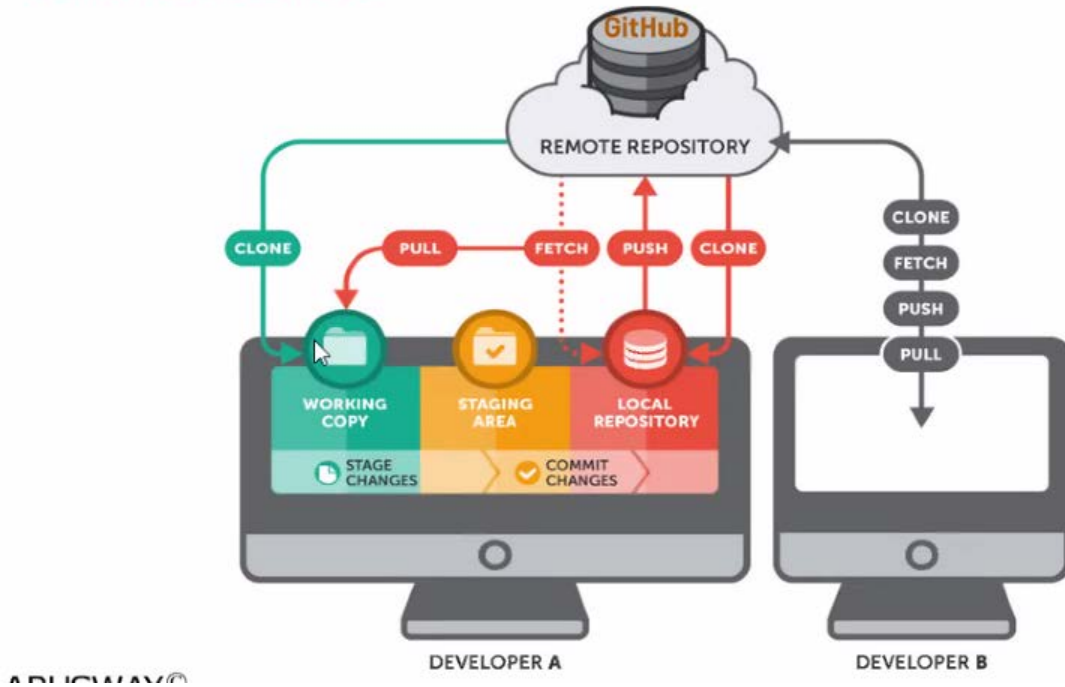 GitHub
REMOTE REPOSITORY
CLONE
PULL
FETCH
PUSH
CLONE
CLONE
FETCH
PUSH
PULL
WORKING
COPY
STAGING
AREA
LOCAL
REPOSITORY
STAGE
CHANGES
COMMIT
CHANGES
DEVELOPER A
DEVELOPER B